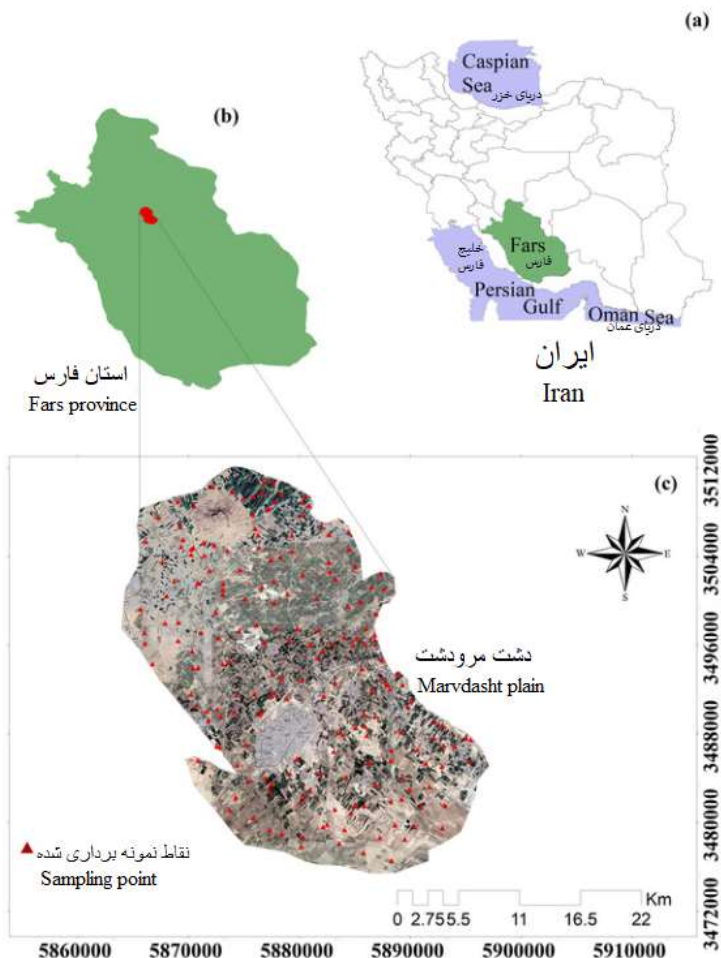 (a)
Caspian
Sea
دریای خزر
Fars
فارس
خلیج
فارس
Persian
Gulf
Oman Sea
دریای عمان
ایران
Iran
(b)
استان فارس
Fars province
(c)
N
W E
S
دشت مرودشت
Marvdasht plain
نقاط نمونه برداری شده
Sampling point
Km
0 2.755.5 11 16.5 22
3512000
3504000
3496000
3488000
3480000
3472000
5860000 5870000 5880000 5890000 5900000 5910000